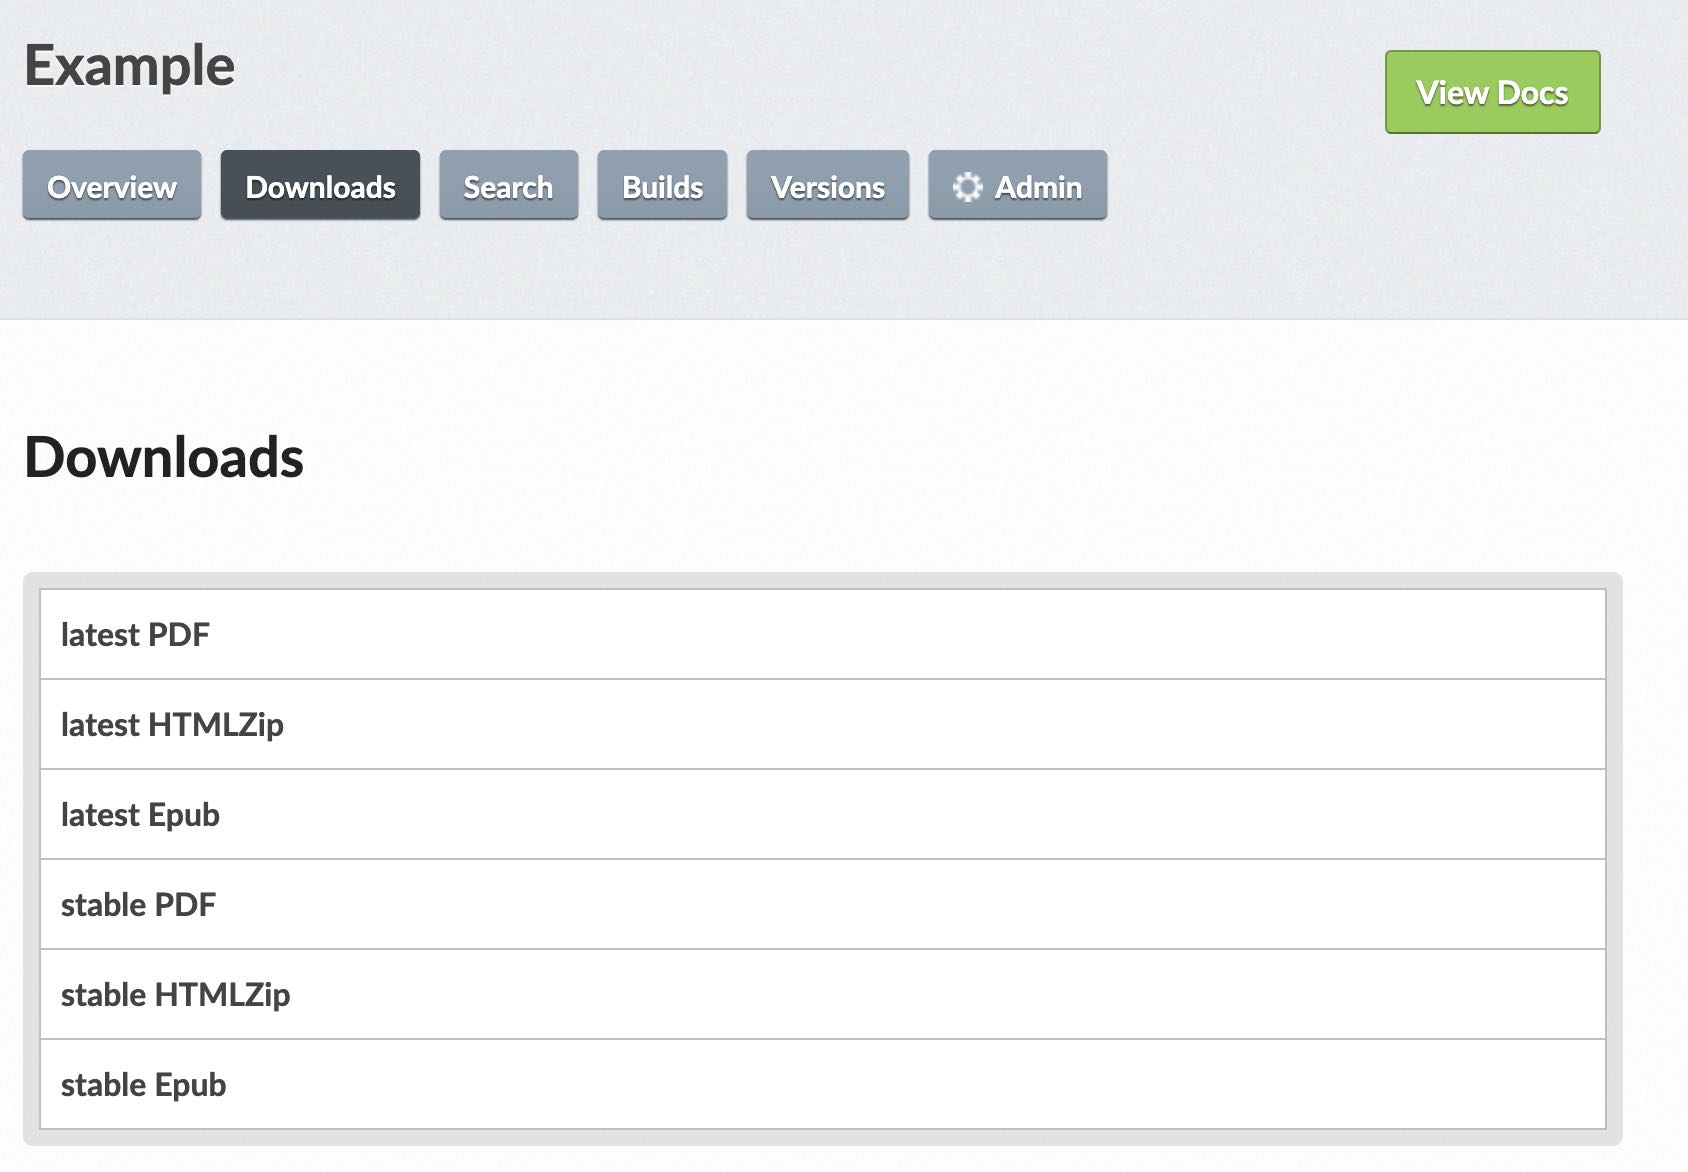 Example
View Docs
Overview
Downloads
Search
Builds
Versions
Admin
Downloads
latest PDF
latest HTMLZip
latest Epub
stable PDF
stable HTMLZip
stable Epub